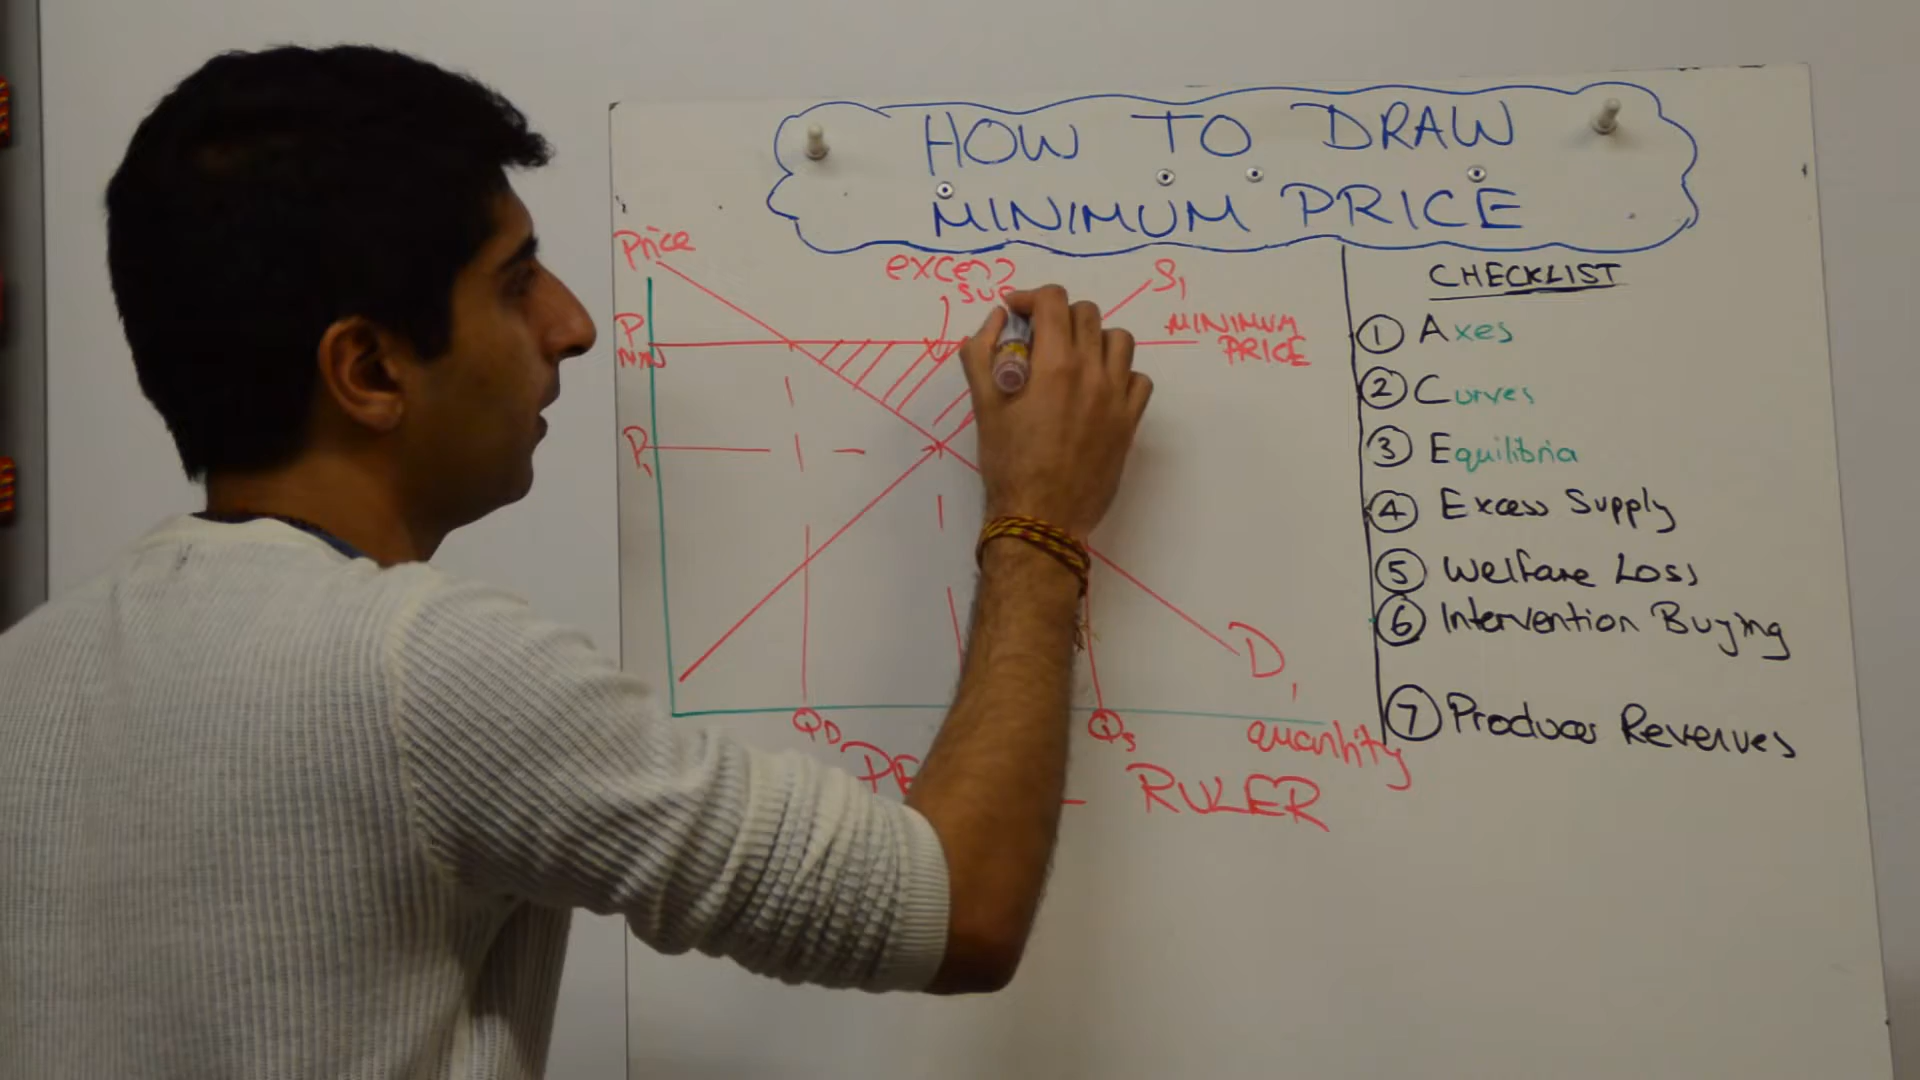 HOW TO DRAW
MINIMUM PRICE
Price
excess
S1
P
MIN
MINIMUM
PRICE
P1
D1
QD
QS
quantity
RULER
CHECKLIST
1 Axes
2 Curves
3 Equilibria
4 Excess Supply
5 Welfare Loss
6 Intervention Buying
7 Producer Revenues